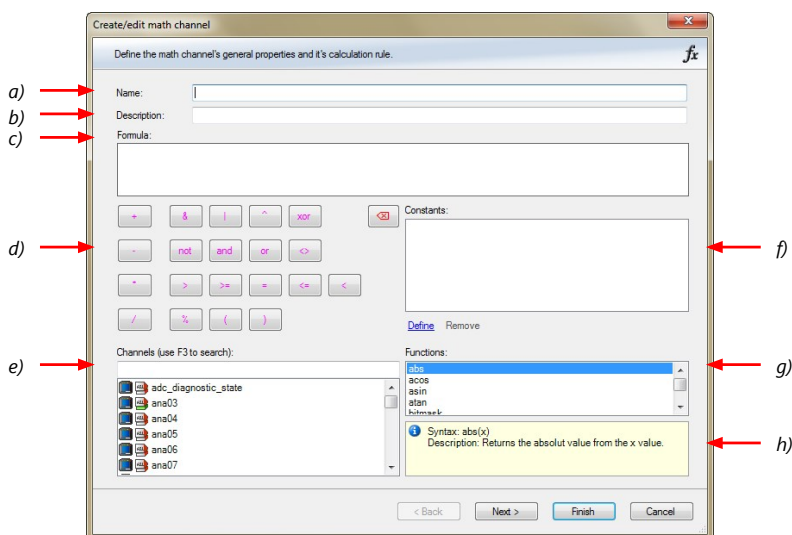 Create/edit math channel
Define the math channel's general properties and it's calculation rule.
fx
a)
Name:
b)
Description:
c)
Formula:
+ & | ^ xor
Constants:
d)
- not and or <>
f)
* > >= = <= <
/ % ( )
Define Remove
e)
Channels (use F3 to search):
Functions:
g)
abs
acos
asin
atan
bitmask
adc_diagnostic_state
ana03
ana04
ana05
ana06
ana07
Syntax: abs(x)
Description: Returns the absolut value from the x value.
h)
< Back Next > Finish Cancel